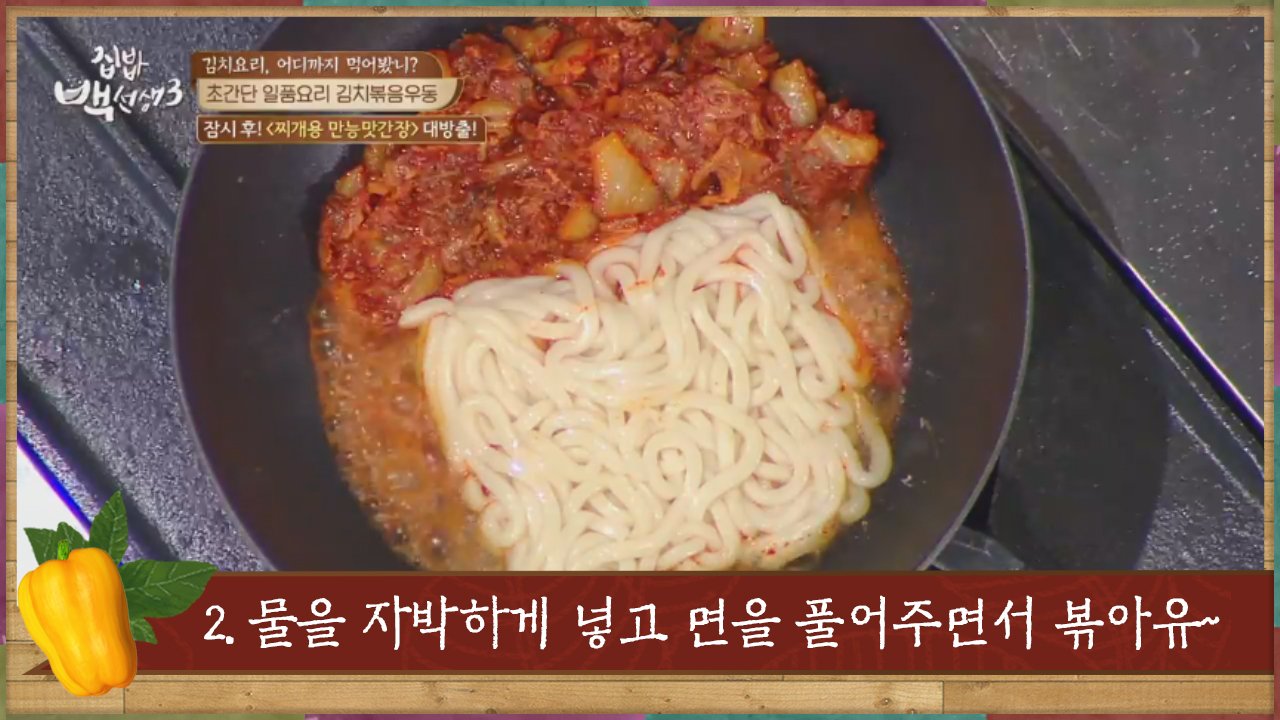 집밥
백선생3
김치요리, 어디까지 먹어봤니?
초간단 일품요리 김치볶음우동
잠시 후! <찌개용 만능맛간장> 대방출!
2. 물을 자박하게 넣고 면을 풀어주면서 볶아유~